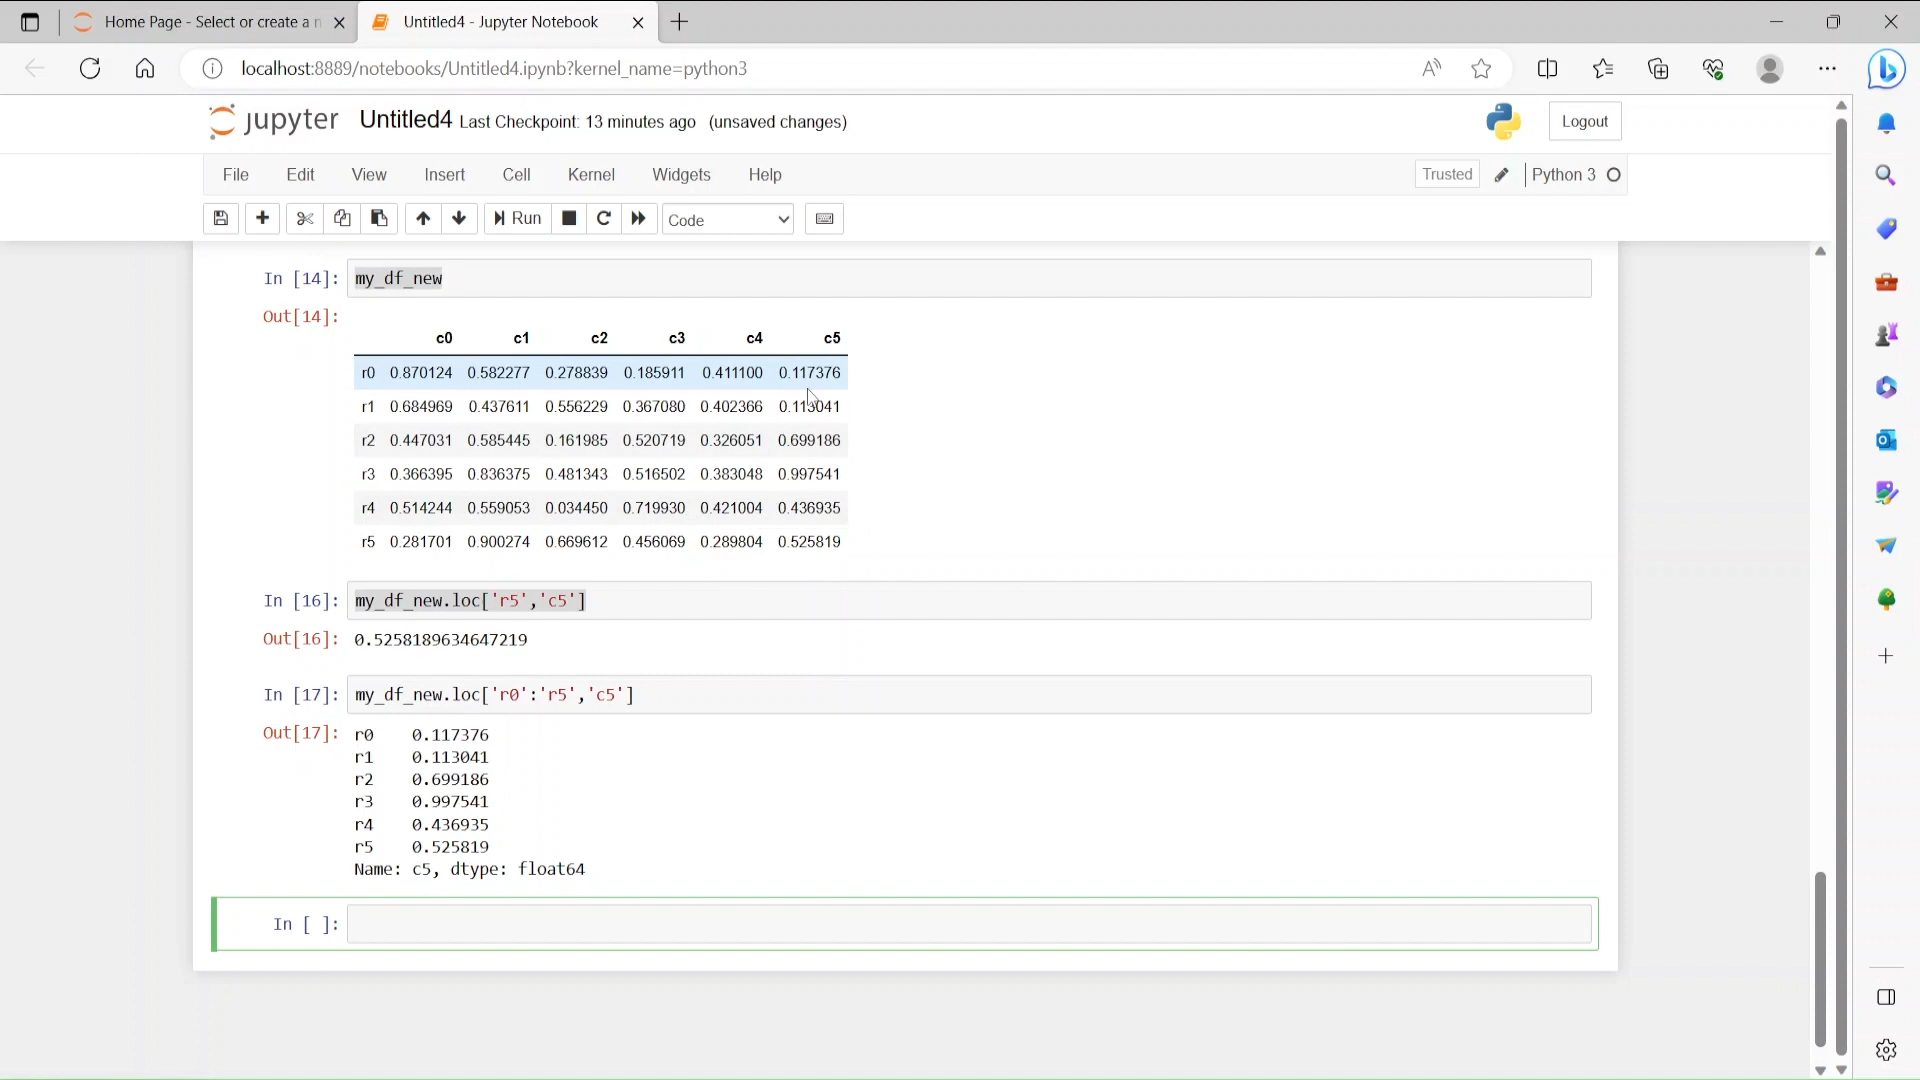 Home Page - Select or create a n
Untitled4 - Jupyter Notebook
localhost:8889/notebooks/Untitled4.ipynb?kernel_name=python3
jupyter Untitled4 Last Checkpoint: 13 minutes ago (unsaved changes)
Logout
File Edit View Insert Cell Kernel Widgets Help
Trusted Python 3
Run Code
In [14]: my_df_new
Out[14]:
c0 c1 c2 c3 c4 c5
r0 0.870124 0.582277 0.278839 0.185911 0.411100 0.117376
r1 0.684969 0.437611 0.556229 0.367080 0.402366 0.113041
r2 0.447031 0.585445 0.161985 0.520719 0.326051 0.699186
r3 0.366395 0.836375 0.481343 0.516502 0.383048 0.997541
r4 0.514244 0.559053 0.034450 0.719930 0.421004 0.436935
r5 0.281701 0.900274 0.669612 0.456069 0.289804 0.525819
In [16]: my_df_new.loc['r5','c5']
Out[16]: 0.5258189634647219
In [17]: my_df_new.loc['r0':'r5','c5']
Out[17]: r0 0.117376
r1 0.113041
r2 0.699186
r3 0.997541
r4 0.436935
r5 0.525819
Name: c5, dtype: float64
In [ ]: